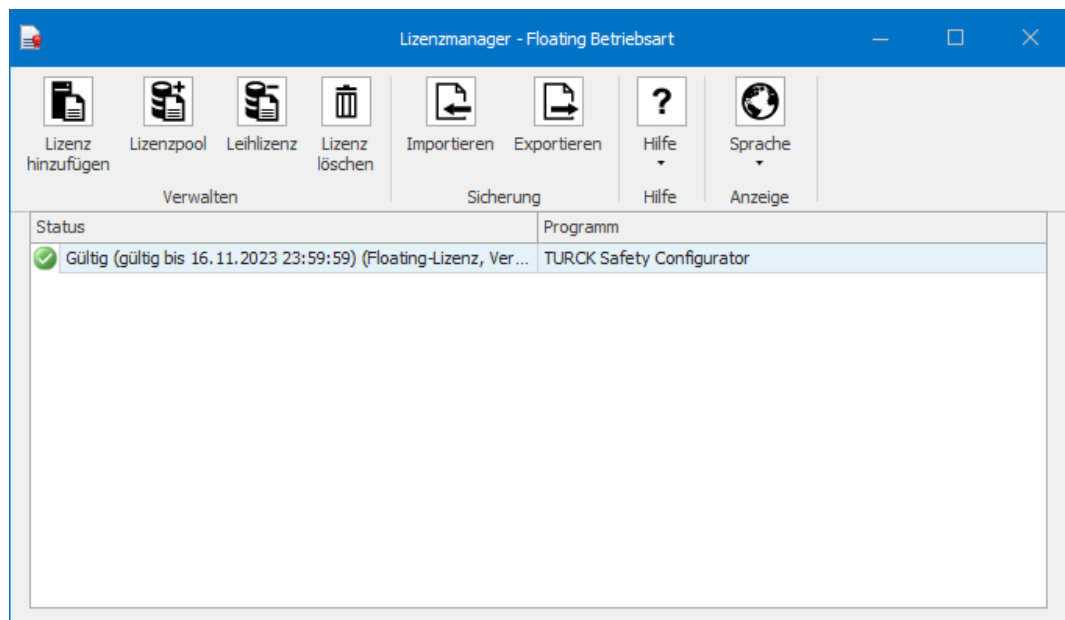 Lizenzmanager - Floating Betriebsart
Lizenz hinzufügen
Lizenzpool
Leihlizenz
Lizenz löschen
Importieren
Exportieren
?
Hilfe
Sprache
Verwalten
Sicherung
Hilfe
Anzeige
Status
Programm
Gültig (gültig bis 16.11.2023 23:59:59) (Floating-Lizenz, Ver...
TURCK Safety Configurator